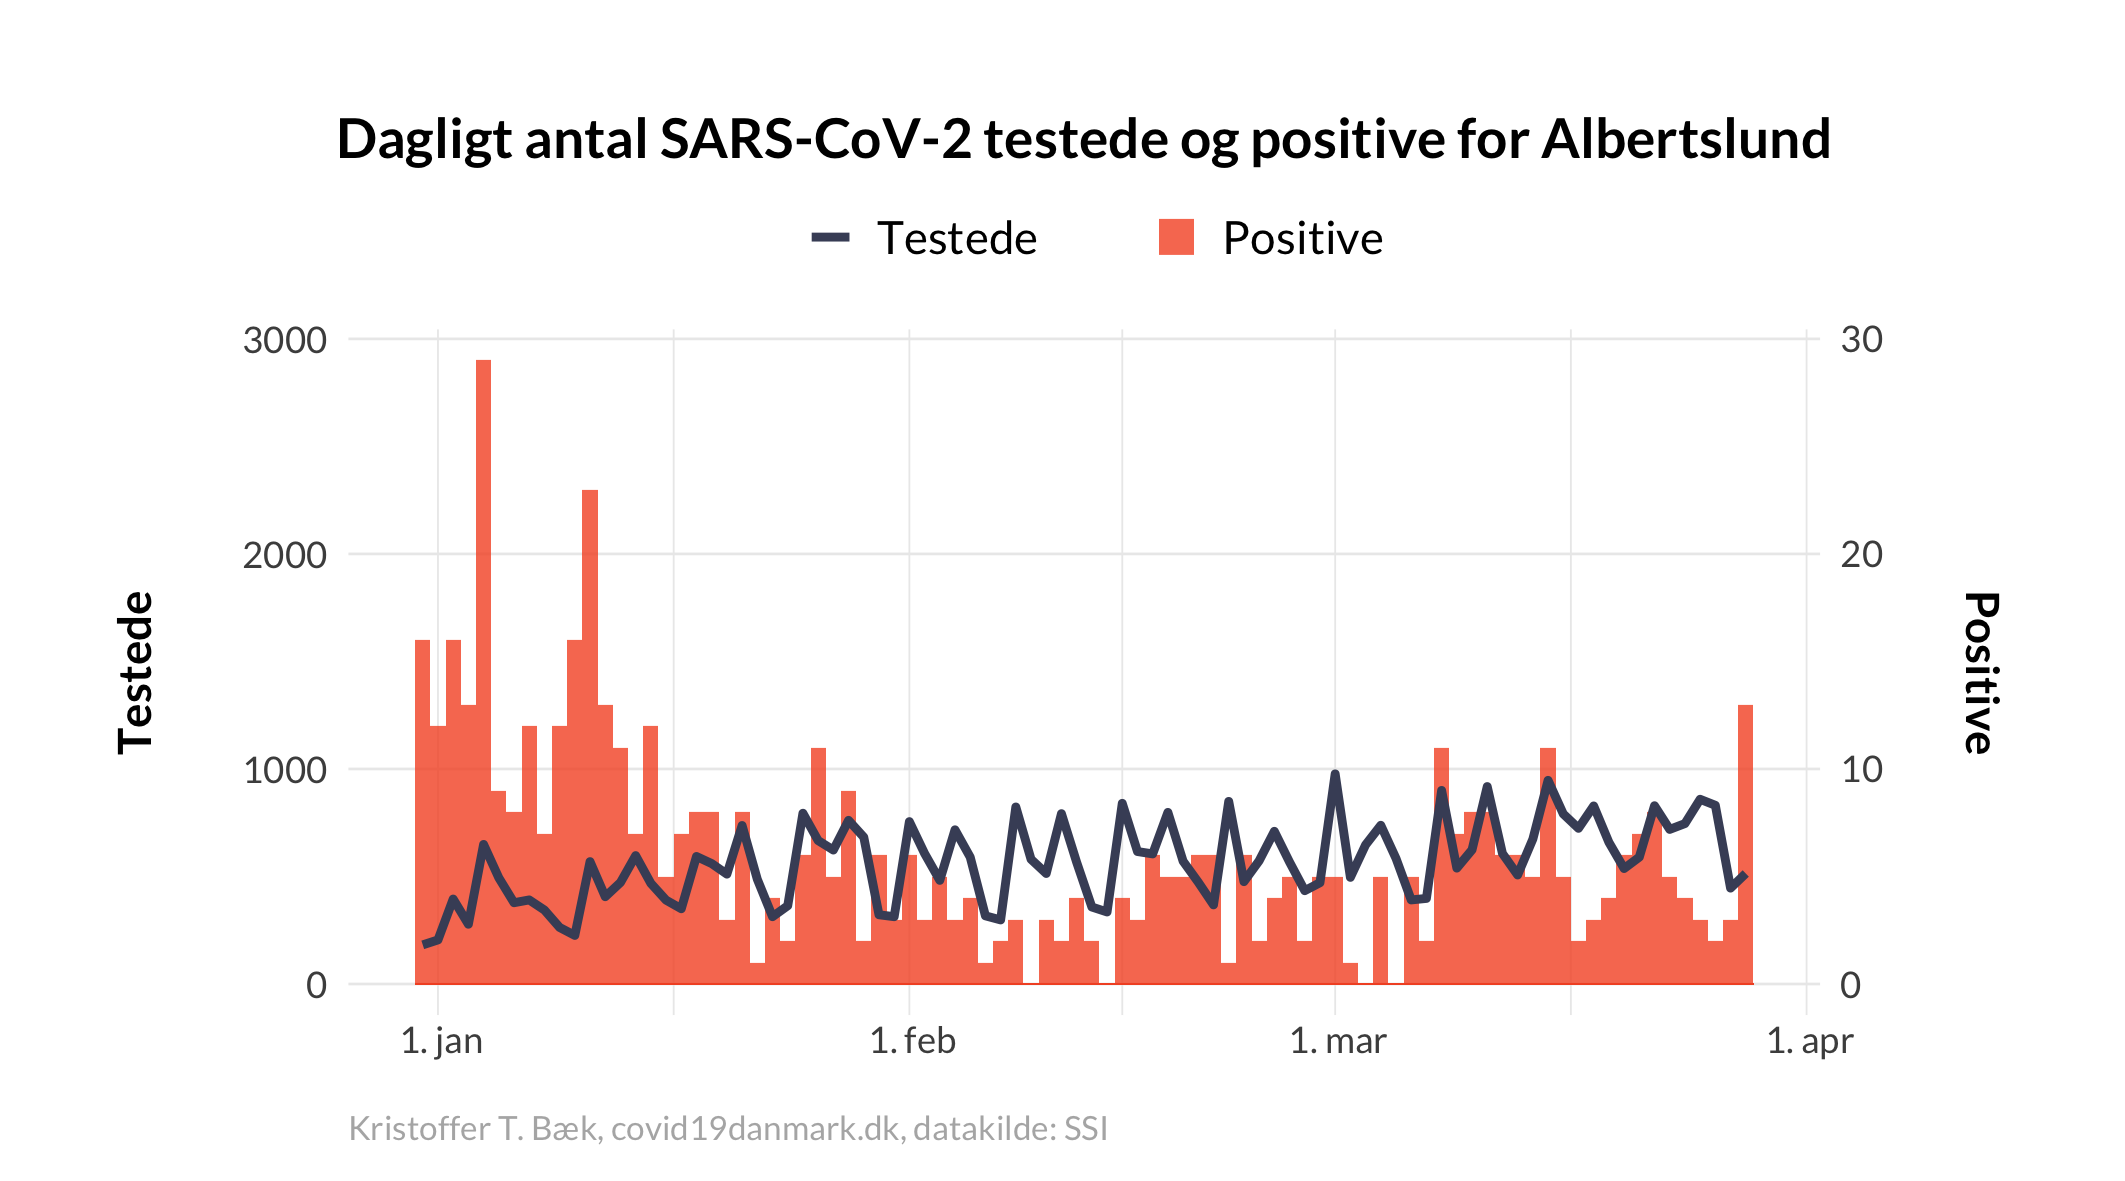 Dagligt antal SARS-CoV-2 testede og positive for Albertslund
Testede
Positive
3000
2000
1000
0
30
20
10
0
Testede
Positive
1. jan
1. feb
1. mar
1. apr
Kristoffer T. Bæk, covid19danmark.dk, datakilde: SSI